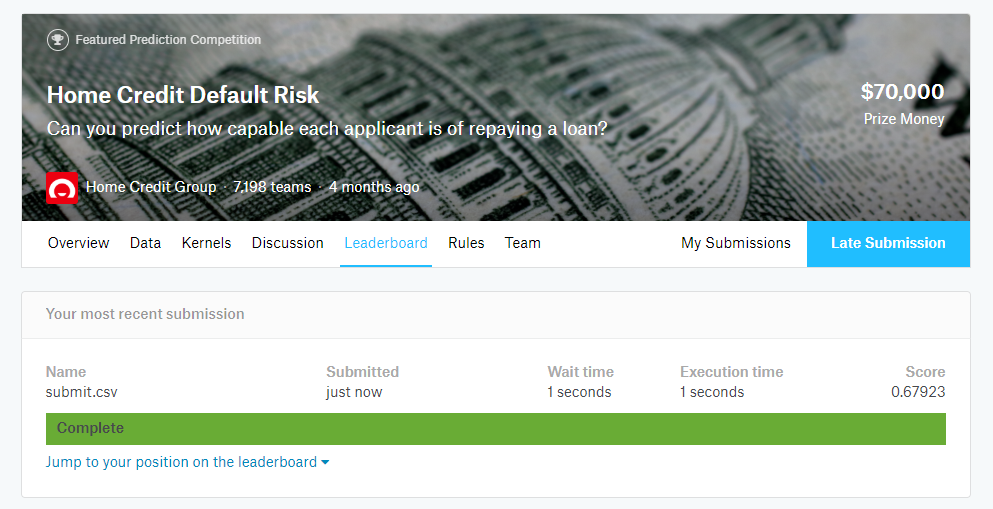 Featured Prediction Competition
Home Credit Default Risk
Can you predict how capable each applicant is of repaying a loan?
$70,000
Prize Money
Home Credit Group · 7,198 teams · 4 months ago
Overview Data Kernels Discussion Leaderboard Rules Team My Submissions Late Submission
Your most recent submission
Name Submitted Wait time Execution time Score
submit.csv just now 1 seconds 1 seconds 0.67923
Complete
Jump to your position on the leaderboard